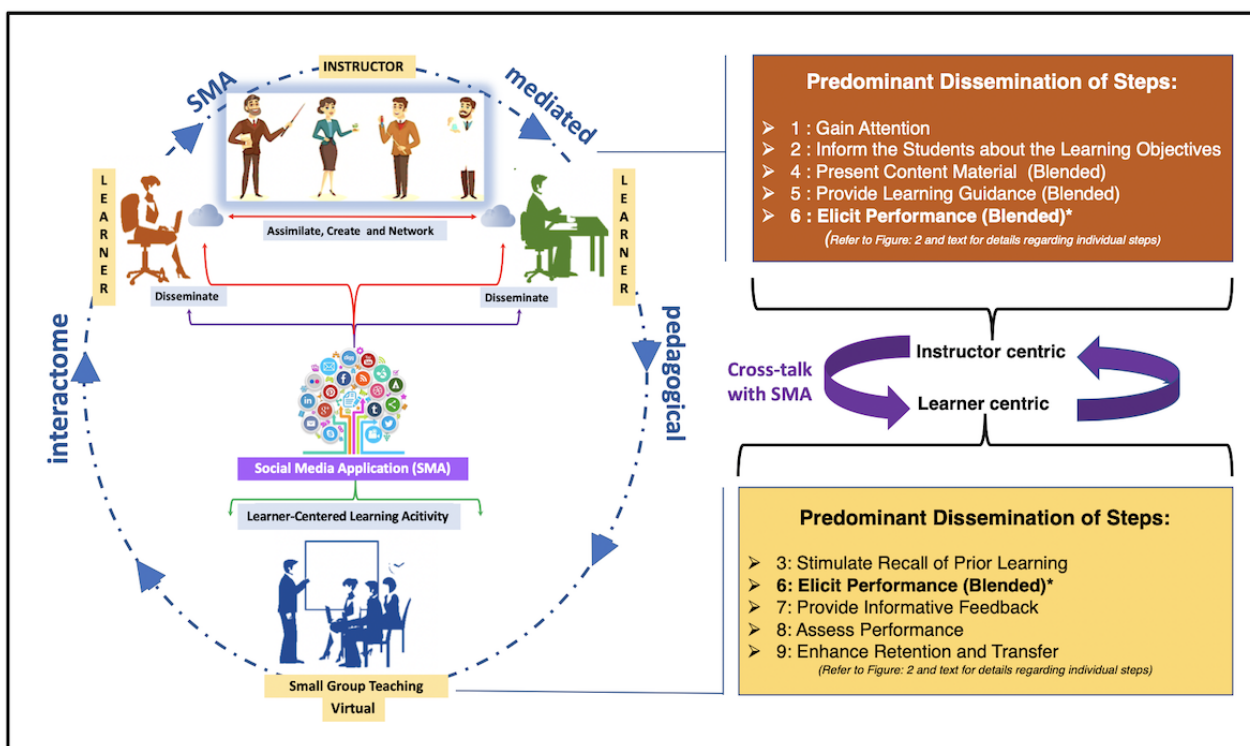 SMA
mediated
pedagogical
interactome
INSTRUCTOR
LEARNER
LEARNER
Assimilate, Create and Network
Disseminate
Disseminate
Social Media Application (SMA)
Learner-Centered Learning Acitivity
Small Group Teaching
Virtual
Predominant Dissemination of Steps:
➢ 1 : Gain Attention
➢ 2 : Inform the Students about the Learning Objectives
➢ 4 : Present Content Material (Blended)
➢ 5 : Provide Learning Guidance (Blended)
➢ 6 : Elicit Performance (Blended)*
(Refer to Figure: 2 and text for details regarding individual steps)
Instructor centric
Cross-talk
with SMA
Learner centric
Predominant Dissemination of Steps:
➢ 3: Stimulate Recall of Prior Learning
➢ 6: Elicit Performance (Blended)*
➢ 7: Provide Informative Feedback
➢ 8: Assess Performance
➢ 9: Enhance Retention and Transfer
(Refer to Figure: 2 and text for details regarding individual steps)